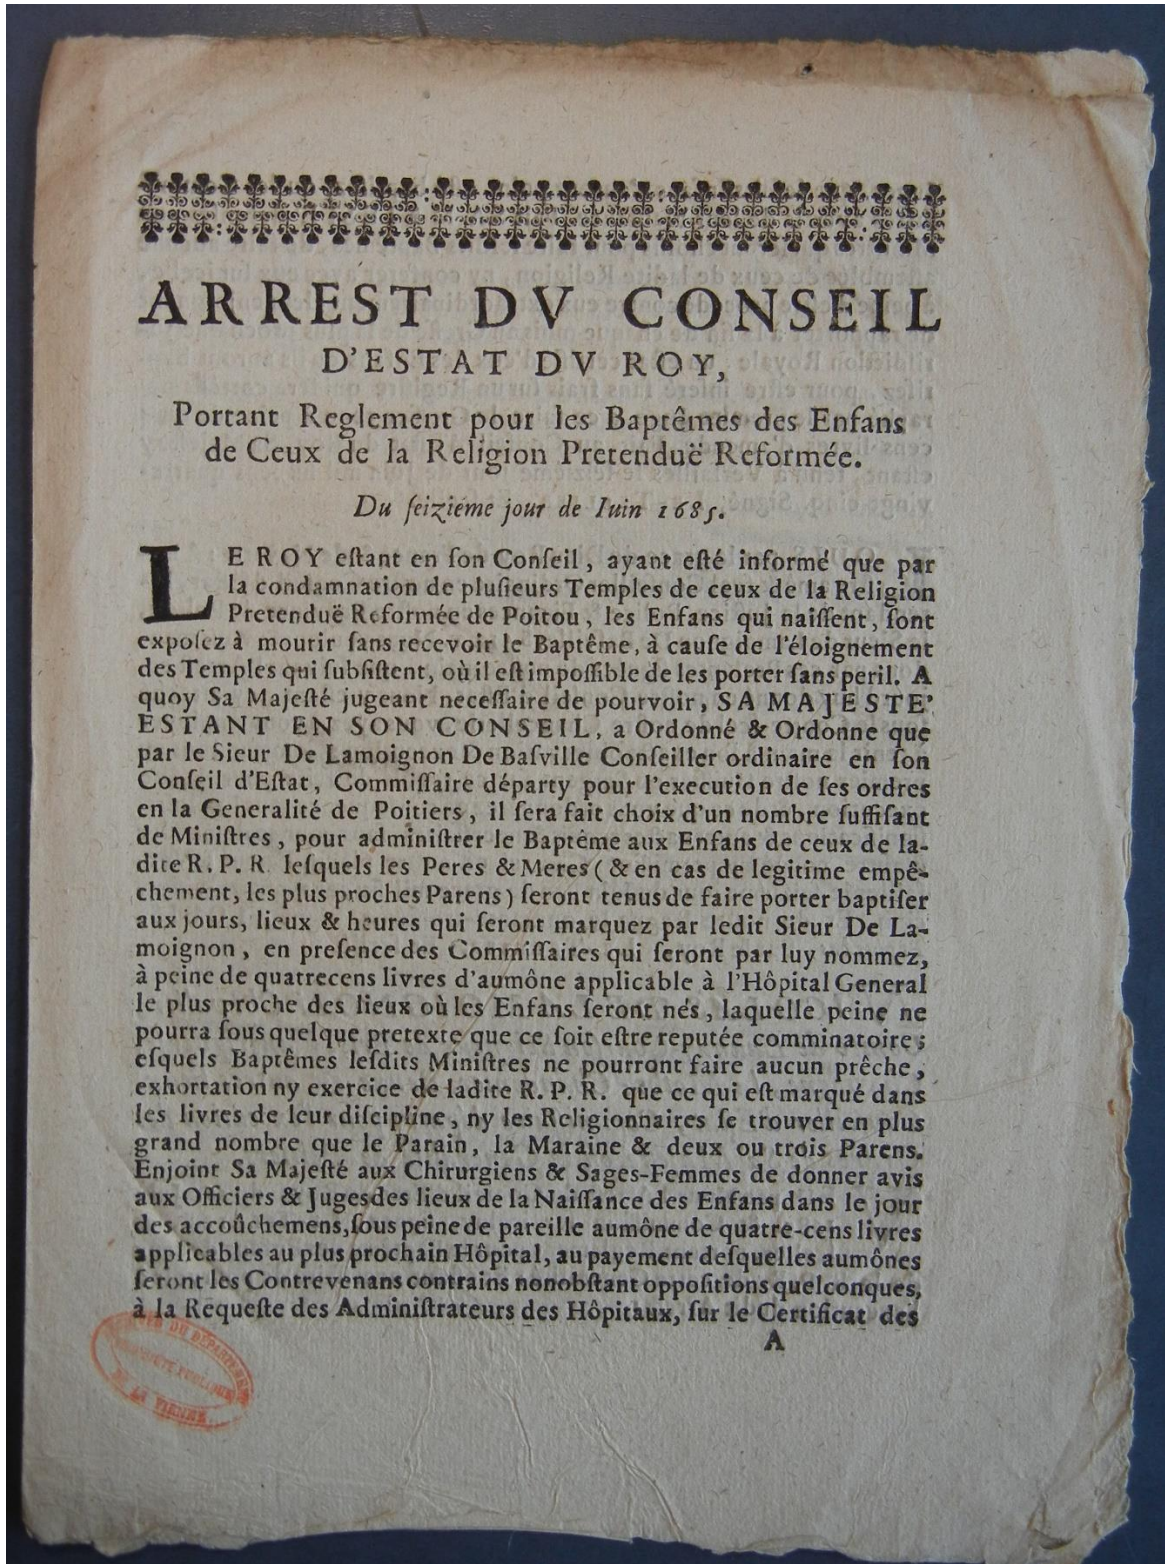 ARREST DV CONSEIL
D'ESTAT DV ROY,
Portant Reglement pour les Baptêmes des Enfans
de Ceux de la Religion Pretenduë Reformée.
Du ſeiziéme jour de Iuin 1685.
LE ROY eſtant en ſon Conſeil, ayant eſté informé que par
la condamnation de pluſieurs Temples de ceux de la Religion
Pretenduë Reformée de Poitou, les Enfans qui naiſſent, ſont
expoſez à mourir ſans recevoir le Baptême, à cauſe de l'éloignement
des Temples qui ſubſiſtent, où il eſt impoſſible de les porter ſans peril. A
quoy Sa Majeſté jugeant neceſſaire de pourvoir, SA MAJESTE'
ESTANT EN SON CONSEIL, a Ordonné & Ordonne que
par le Sieur De Lamoignon De Baſville Conſeiller ordinaire en ſon
Conſeil d'Eſtat, Commiſſaire départy pour l'execution de ſes ordres
en la Generalité de Poitiers, il ſera fait choix d'un nombre ſuffiſant
de Miniſtres, pour adminiſtrer le Baptême aux Enfans de ceux de la-
dite R. P. R. leſquels les Peres & Meres (& en cas de legitime empê-
chement, les plus proches Parens) ſeront tenus de faire porter baptiſer
aux jours, lieux & heures qui ſeront marquez par ledit Sieur De La-
moignon, en preſence des Commiſſaires qui ſeront par luy nommez,
à peine de quatrecens livres d'aumône applicable à l'Hôpital General
le plus proche des lieux où les Enfans ſeront nés, laquelle peine ne
pourra ſous quelque pretexte que ce ſoit eſtre reputée comminatoire;
eſquels Baptêmes leſdits Miniſtres ne pourront faire aucun prêche,
exhortation ny exercice de ladite R. P. R. que ce qui eſt marqué dans
les livres de leur diſcipline, ny les Religionnaires ſe trouver en plus
grand nombre que le Parain, la Maraine & deux ou trois Parens.
Enjoint Sa Majeſté aux Chirurgiens & Sages-Femmes de donner avis
aux Officiers & Juges des lieux de la Naiſſance des Enfans dans le jour
des accoûchemens, ſous peine de pareille aumône de quatre-cens livres
applicables au plus prochain Hôpital, au payement deſquelles aumônes
ſeront les Contrevenans contrains nonobſtant oppoſitions quelconques,
à la Requeſte des Adminiſtrateurs des Hôpitaux, ſur le Certificat des
A
DU DÉPARTEMENT
DE LA VIENNE